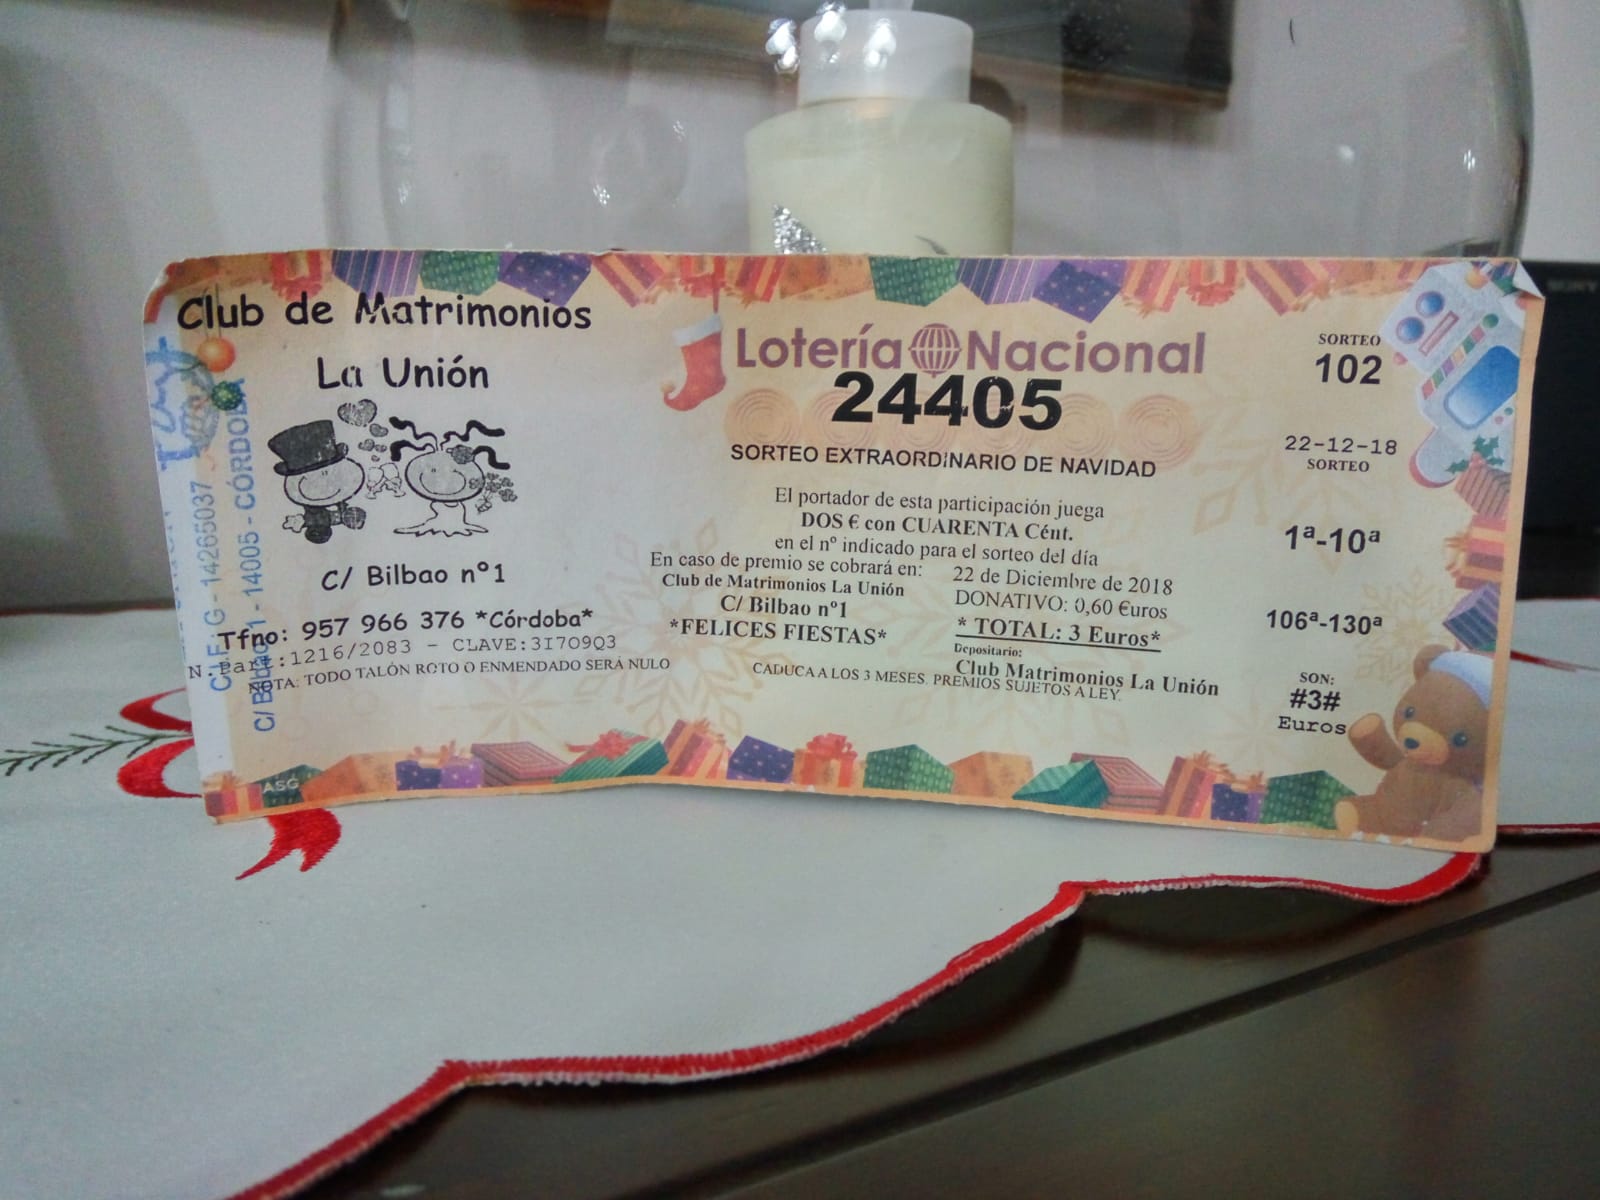 Club de Matrimonios
La Unión
C/ Bilbao nº1
Tfno: 957 966 376 *Córdoba*
N.Part:1216/2083 - CLAVE:3I7O9Q3
NOTA: TODO TALÓN ROTO O ENMENDADO SERÁ NULO
C.I.F. G - 14265037
C/ Bilbao, 1 - 14005 - CÓRDOBA
ASG
Lotería Nacional
24405
SORTEO EXTRAORDINARIO DE NAVIDAD
El portador de esta participación juega
DOS € con CUARENTA Cént.
en el nº indicado para el sorteo del día
22 de Diciembre de 2018
En caso de premio se cobrará en:
Club de Matrimonios La Unión
C/ Bilbao nº1
*FELICES FIESTAS*
DONATIVO: 0,60 €uros
* TOTAL: 3 Euros*
Depositario:
Club Matrimonios La Unión
CADUCA A LOS 3 MESES. PREMIOS SUJETOS A LEY.
SORTEO
102
22-12-18
SORTEO
1ª-10ª
106ª-130ª
SON:
#3#
Euros
SONY